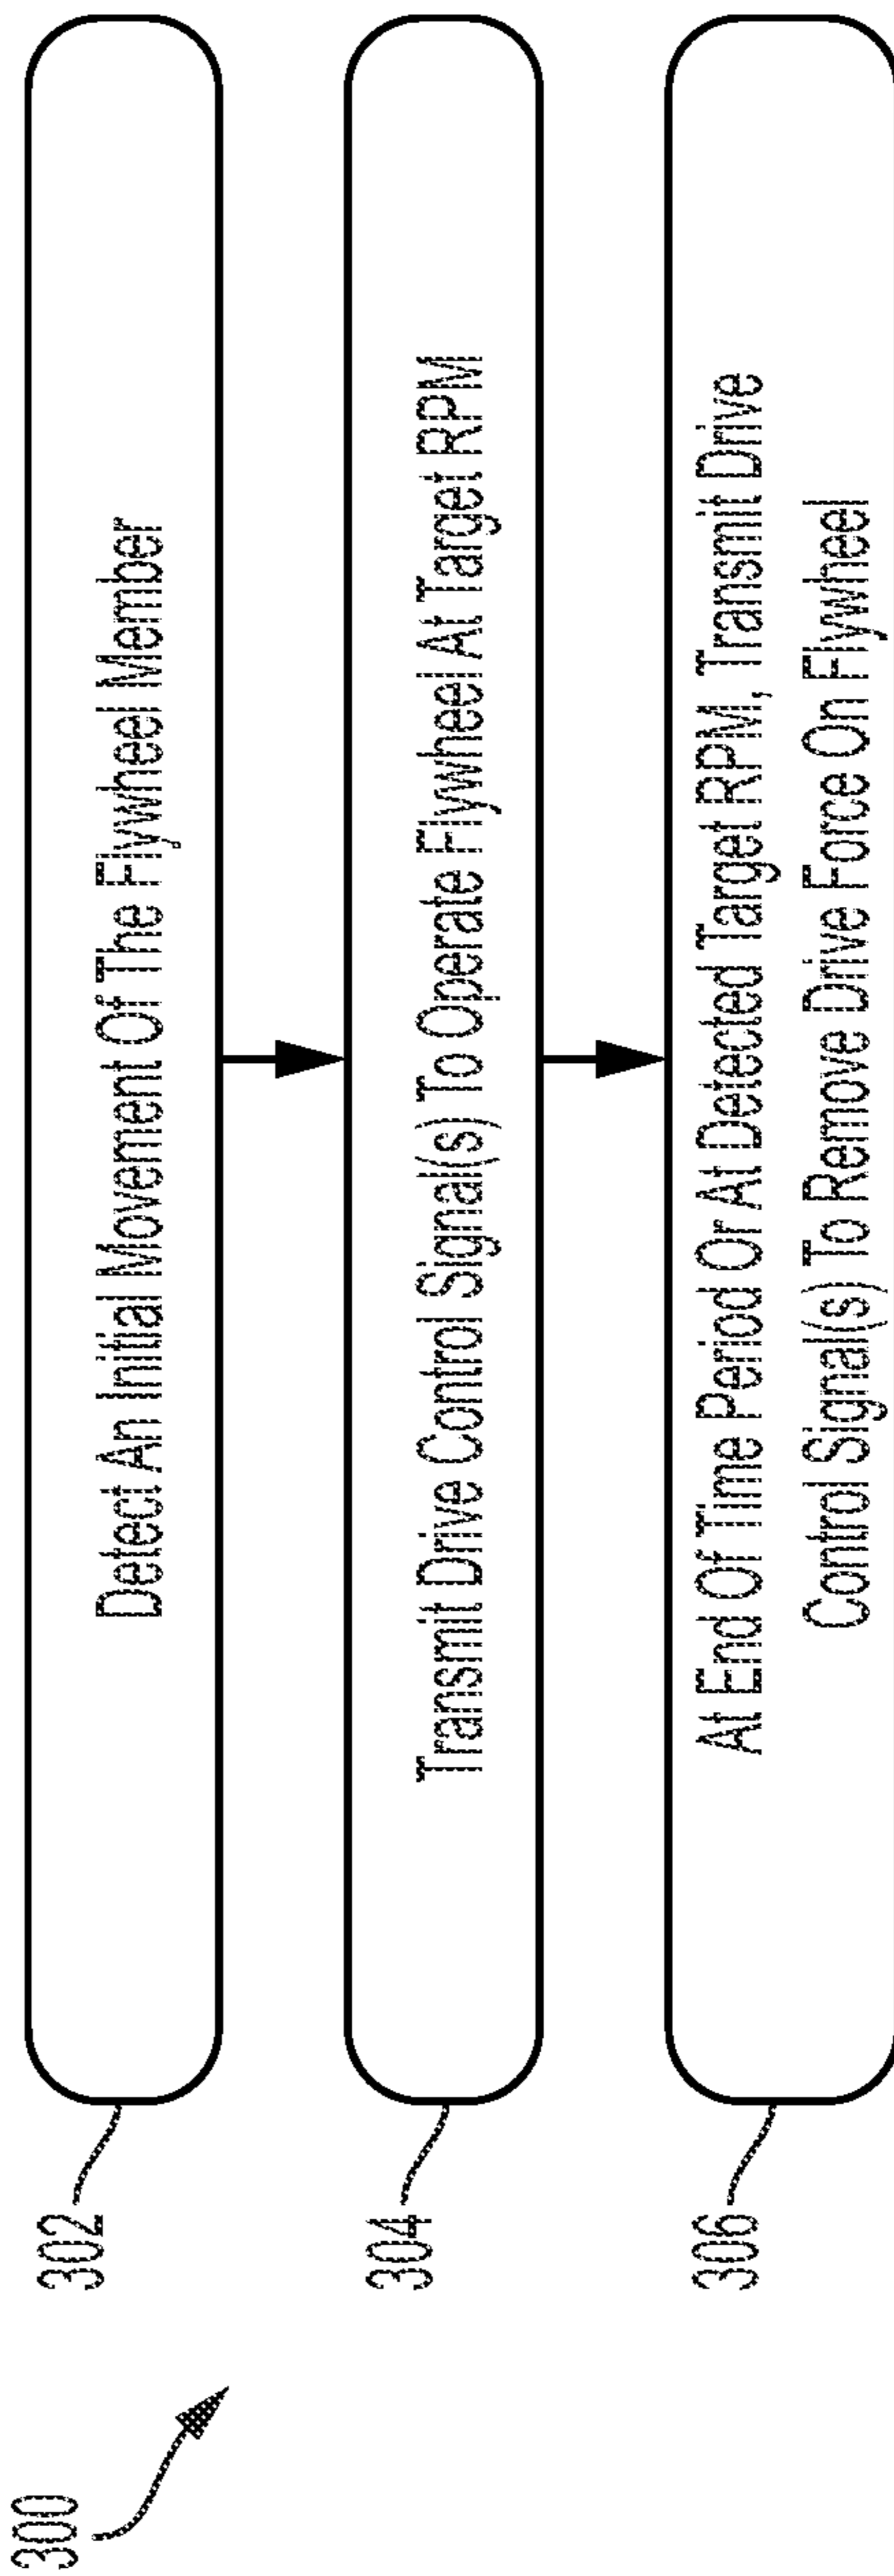 300
302
Detect An Initial Movement Of The Flywheel Member
304
Transmit Drive Control Signal(s) To Operate Flywheel At Target RPM
306
At End Of Time Period Or At Detected Target RPM, Transmit Drive
Control Signal(s) To Remove Drive Force On Flywheel